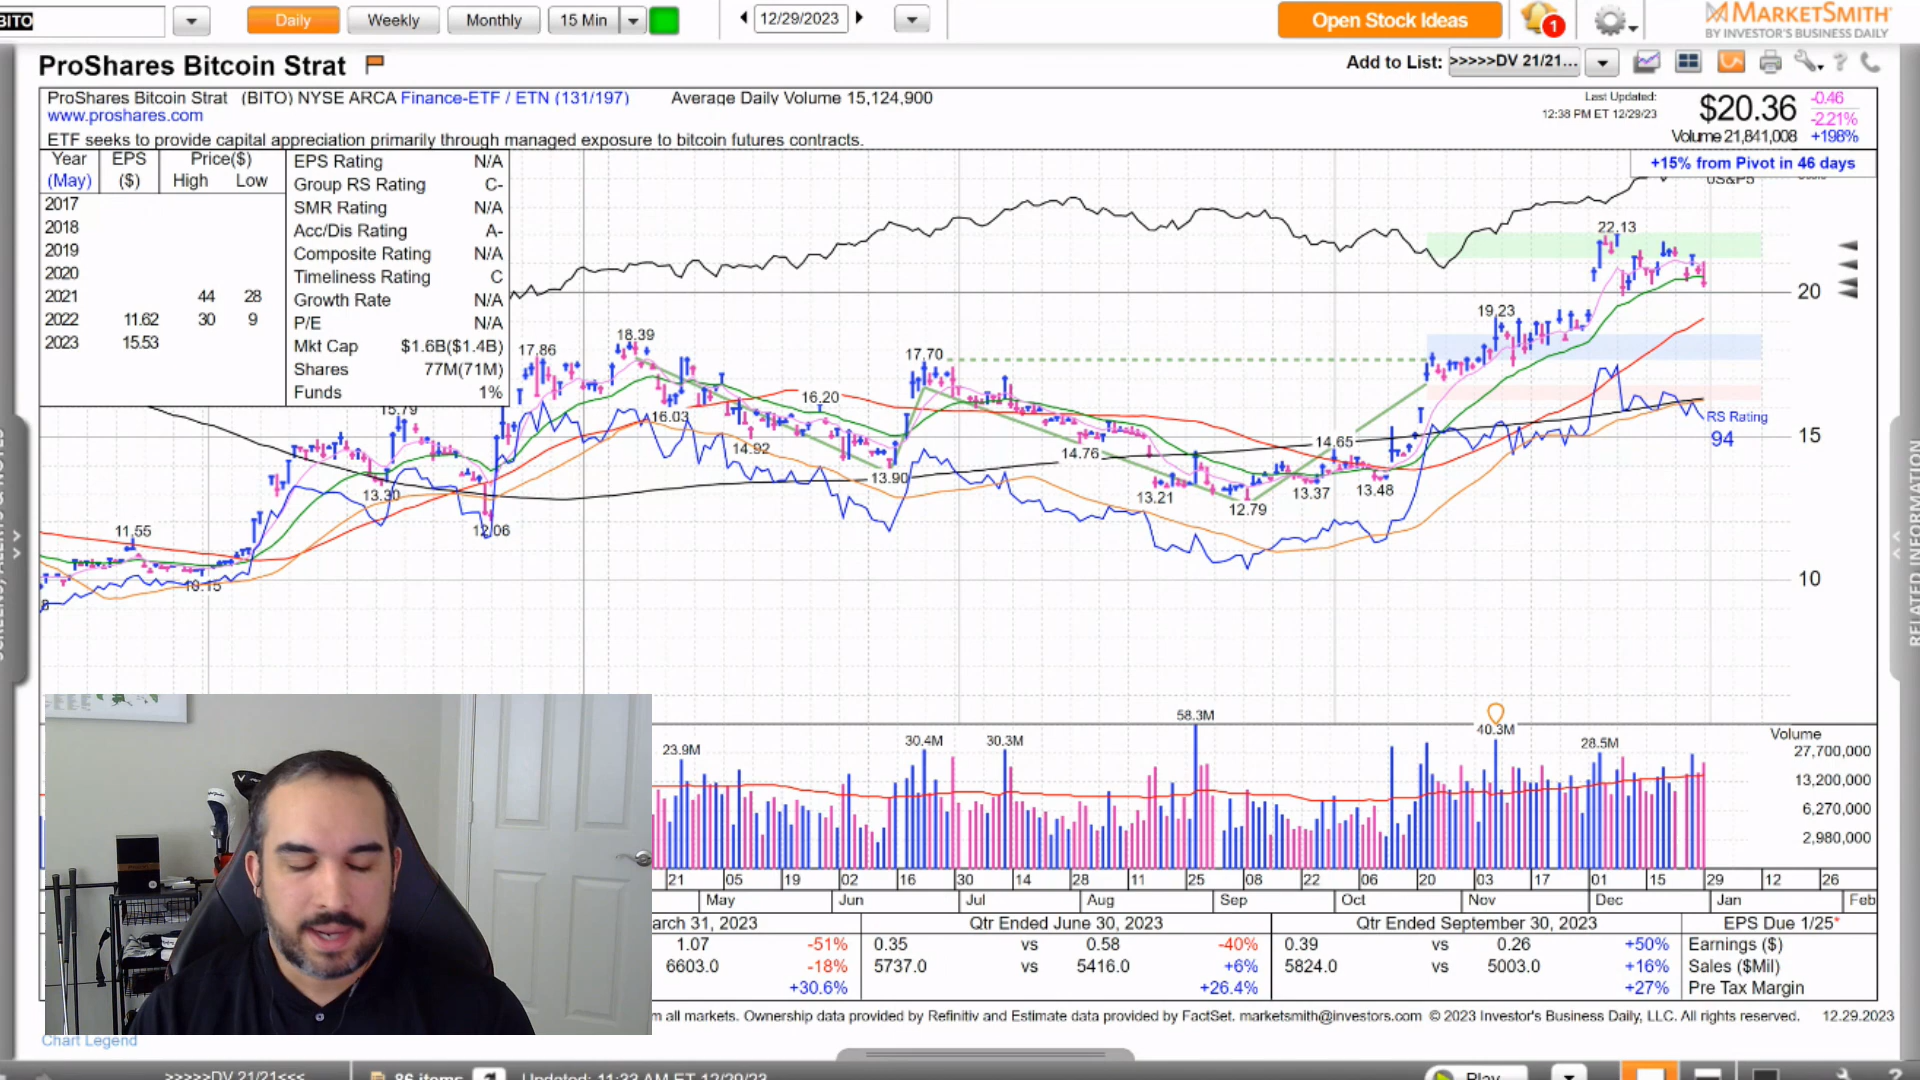 BITO
Daily
Weekly
Monthly
15 Min
12/29/2023
Open Stock Ideas
1
MARKETSMITH
BY INVESTOR'S BUSINESS DAILY
ProShares Bitcoin Strat
Add to List:
>>>>>DV 21/21...
ProShares Bitcoin Strat (BITO) NYSE ARCA Finance-ETF / ETN (131/197) Average Daily Volume 15,124,900
www.proshares.com
ETF seeks to provide capital appreciation primarily through managed exposure to bitcoin futures contracts.
Last Updated:
12:38 PM ET 12/29/23
$20.36
-0.46
-2.21%
Volume 21,841,008 +198%
+15% from Pivot in 46 days
Year EPS Price($)
(May) ($) High Low
2017
2018
2019
2020
2021 44 28
2022 11.62 30 9
2023 15.53
EPS Rating N/A
Group RS Rating C-
SMR Rating N/A
Acc/Dis Rating A-
Composite Rating N/A
Timeliness Rating C
Growth Rate N/A
P/E N/A
Mkt Cap $1.6B($1.4B)
Shares 77M(71M)
Funds 1%
22.13
20
19.23
18.39
17.86
17.70
16.20
16.03
15.79
RS Rating
94
15
14.92
14.65
14.76
13.90
13.30
13.21
13.37
13.48
12.79
12.06
11.55
10.15
10
58.3M
40.3M
30.4M
30.3M
28.5M
23.9M
Volume
27,700,000
13,200,000
6,270,000
2,980,000
21 05 19 02 16 30 14 28 11 25 08 22 06 20 03 17 01 15 29 12 26
May Jun Jul Aug Sep Oct Nov Dec Jan Feb
arch 31, 2023 Qtr Ended June 30, 2023 Qtr Ended September 30, 2023 EPS Due 1/25*
1.07 -51% 0.35 vs 0.58 -40% 0.39 vs 0.26 +50% Earnings ($)
6603.0 -18% 5737.0 vs 5416.0 +6% 5824.0 vs 5003.0 +16% Sales ($Mil)
+30.6% +26.4% +27% Pre Tax Margin
m all markets. Ownership data provided by Refinitiv and Estimate data provided by FactSet. marketsmith@investors.com © 2023 Investor's Business Daily, LLC. All rights reserved. 12.29.2023
Chart Legend
RELATED INFORMATION
>>>>>DV 21/21<<<
86 items
Updated: 11:33 AM ET 12/29/23
Play